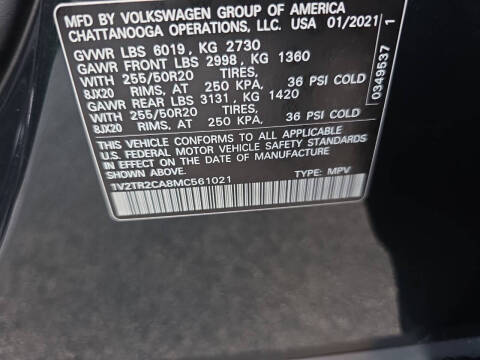 MFD BY VOLKSWAGEN GROUP OF AMERICA
CHATTANOOGA OPERATIONS, LLC. USA 01/2021
GVWR LBS 6019, KG 2730
GAWR FRONT LBS 2998, KG 1360
WITH 255/50R20 TIRES,
8JX20 RIMS, AT 250 KPA, 36 PSI COLD
GAWR REAR LBS 3131, KG 1420
WITH 255/50R20 TIRES,
8JX20 RIMS, AT 250 KPA, 36 PSI COLD
THIS VEHICLE CONFORMS TO ALL APPLICABLE
U.S. FEDERAL MOTOR VEHICLE SAFETY STANDARDS
IN EFFECT ON THE DATE OF MANUFACTURE
SHOWN ABOVE.
1V2TR2CA8MC561021 TYPE: MPV
0349537 1